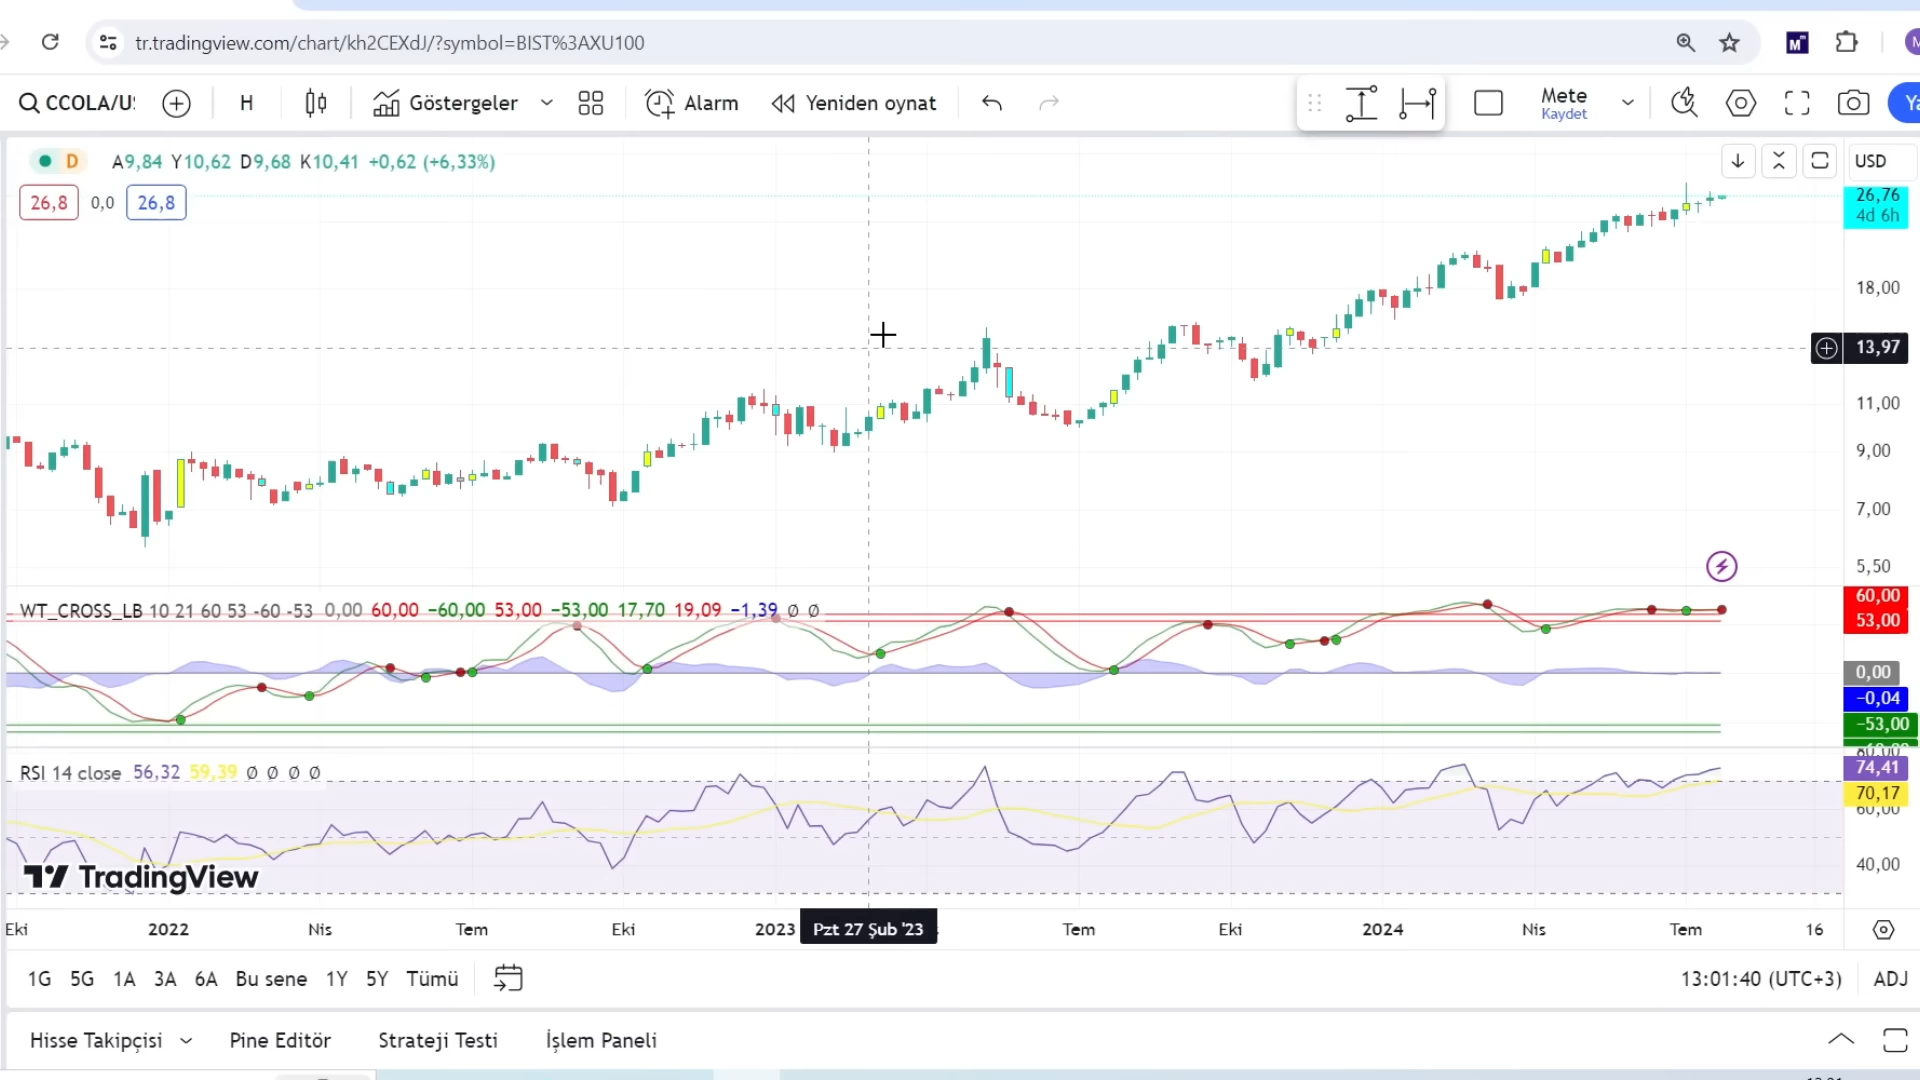 tr.tradingview.com/chart/kh2CEXdJ/?symbol=BIST%3AXU100
CCOLA/U
H
Göstergeler
Alarm
Yeniden oynat
Mete
Kaydet
D A9,84 Y10,62 D9,68 K10,41 +0,62 (+6,33%)
USD
26,8 0,0 26,8
26,76
4d 6h
18,00
13,97
11,00
9,00
7,00
5,50
WT_CROSS_LB 10 21 60 53 -60 -53 0,00 60,00 −60,00 53,00 −53,00 17,70 19,09 −1,39 ∅ ∅
60,00
53,00
0,00
−0,04
−53,00
RSI 14 close 56,32 59,39 ∅ ∅ ∅ ∅
74,41
70,17
60,00
40,00
TradingView
Eki 2022 Nis Tem Eki 2023 Pzt 27 Şub '23 Tem Eki 2024 Nis Tem 16
1G 5G 1A 3A 6A Bu sene 1Y 5Y Tümü
13:01:40 (UTC+3) ADJ
Hisse Takipçisi Pine Editör Strateji Testi İşlem Paneli